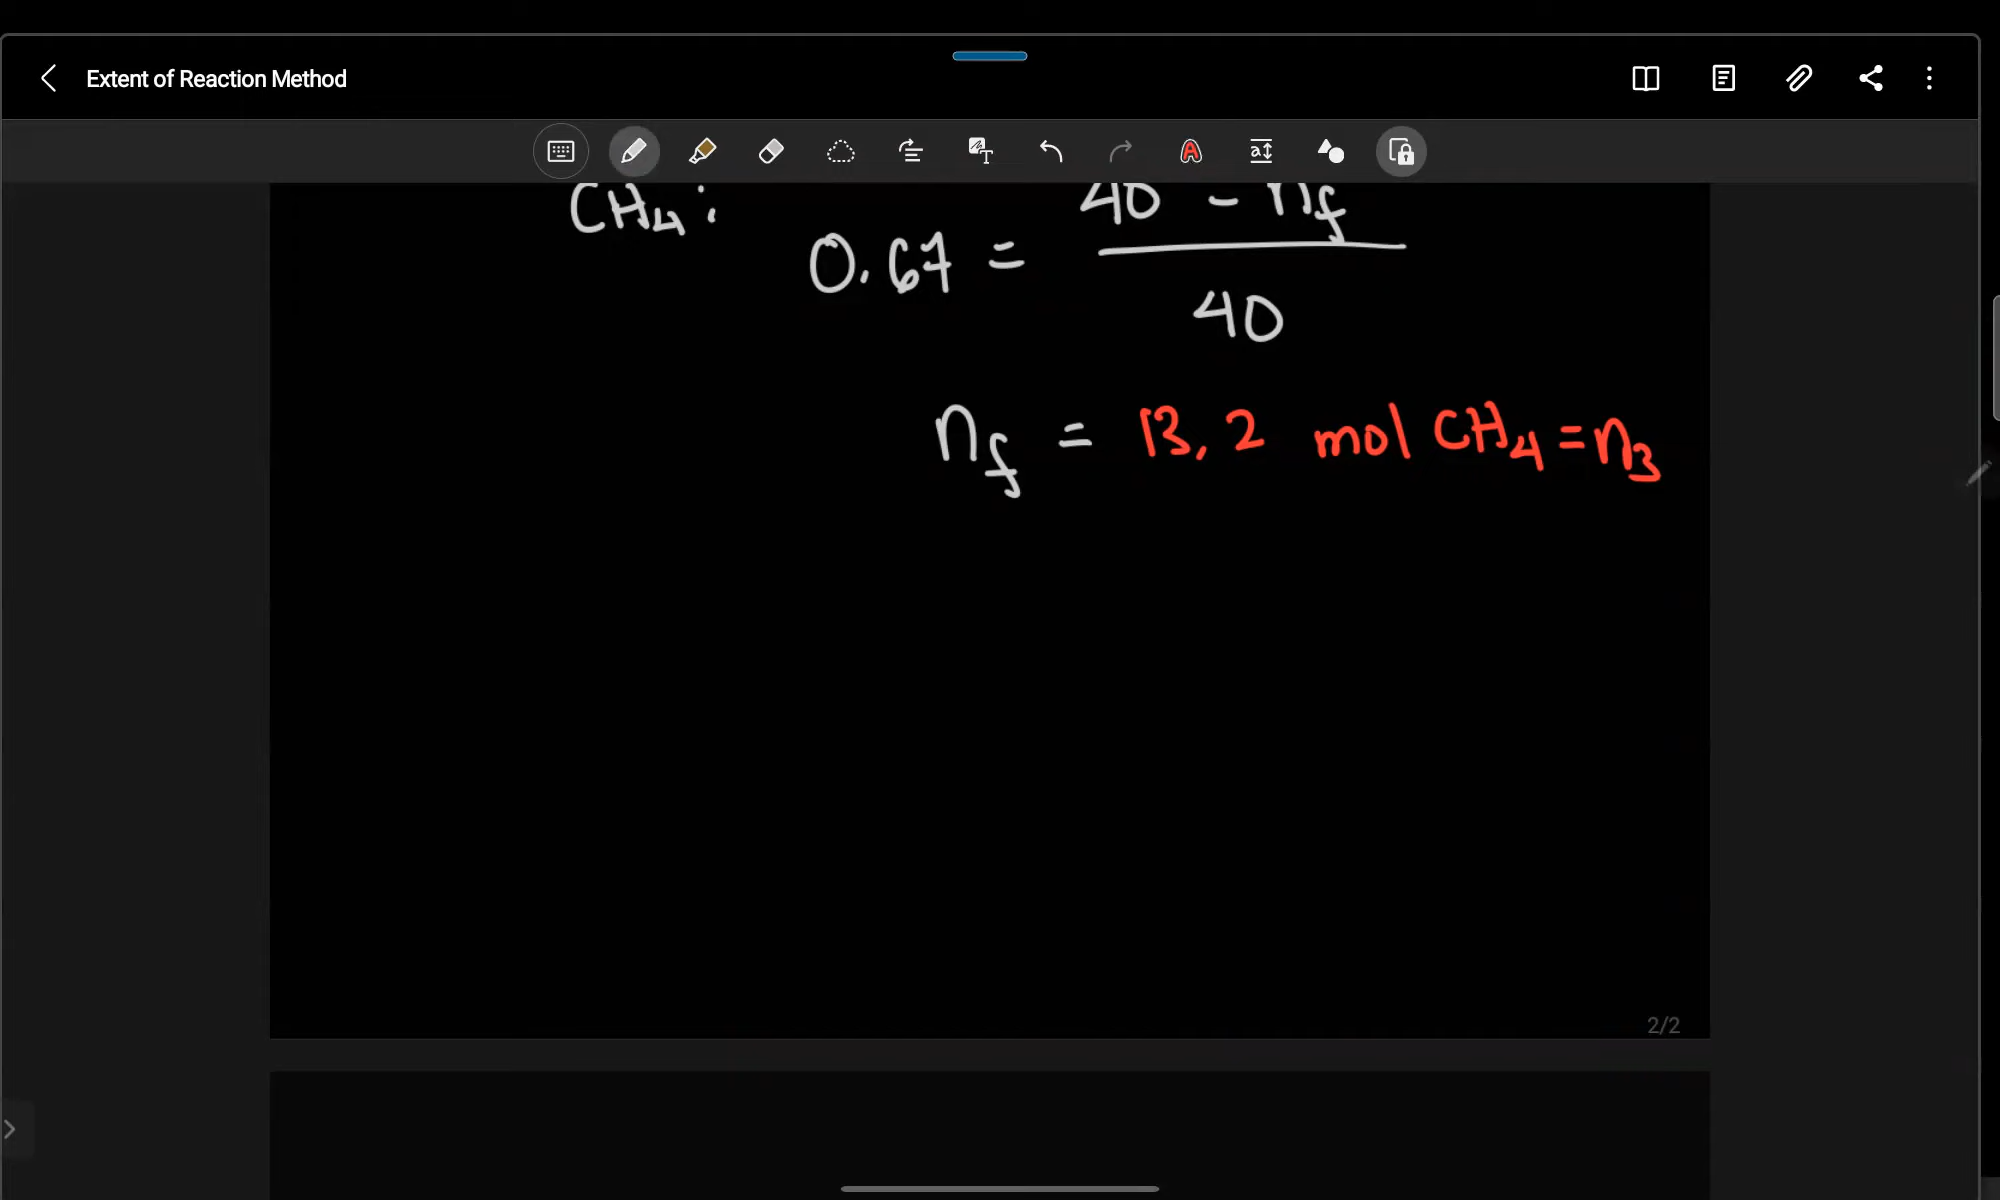 Extent of Reaction Method
CH₄:
0.67 = (40 - nf) / 40
nf = 13,2 mol CH₄ = n₃
2/2